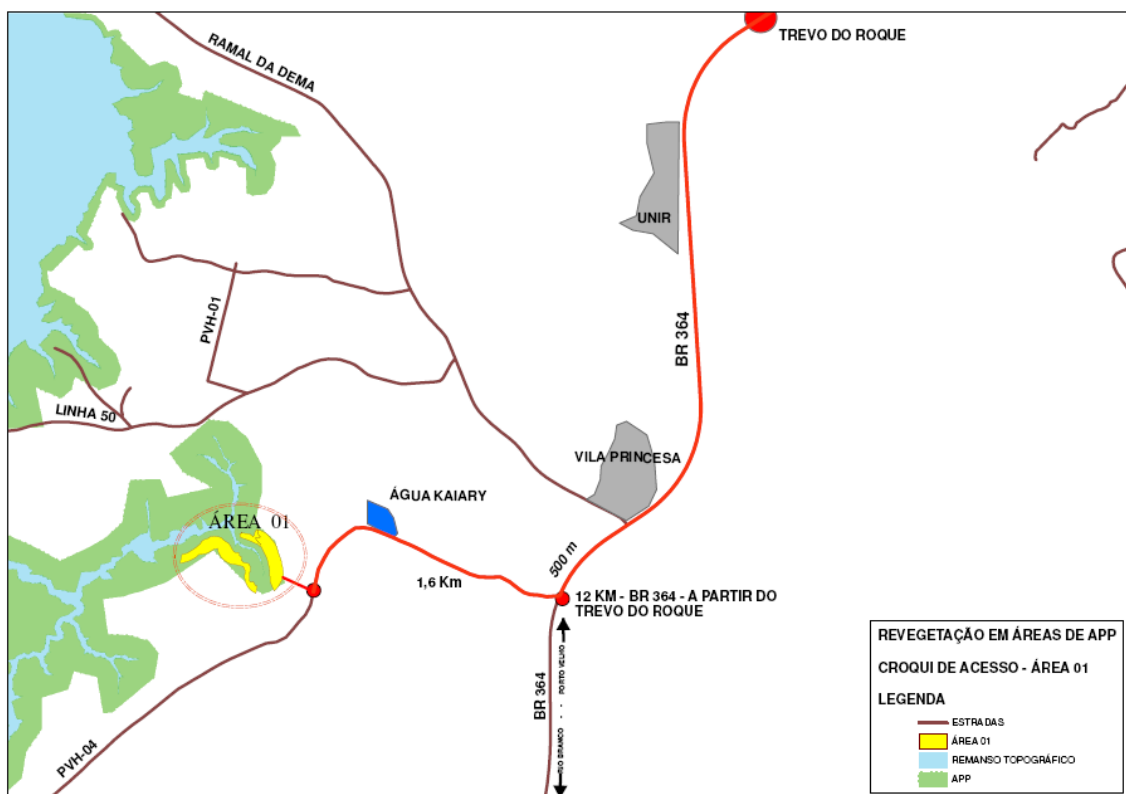 TREVO DO ROQUE
RAMAL DA DEMA
UNIR
PVH-01
BR 364
LINHA 50
VILA PRINCESA
ÁGUA KAIARY
ÁREA 01
500 m
1,6 Km
12 KM - BR 364 - A PARTIR DO
TREVO DO ROQUE
BR 364
RIO BRANCO - - PORTO VELHO
PVH-04
REVEGETAÇÃO EM ÁREAS DE APP
CROQUI DE ACESSO - ÁREA 01
LEGENDA
ESTRADAS
ÁREA 01
REMANSO TOPOGRÁFICO
APP